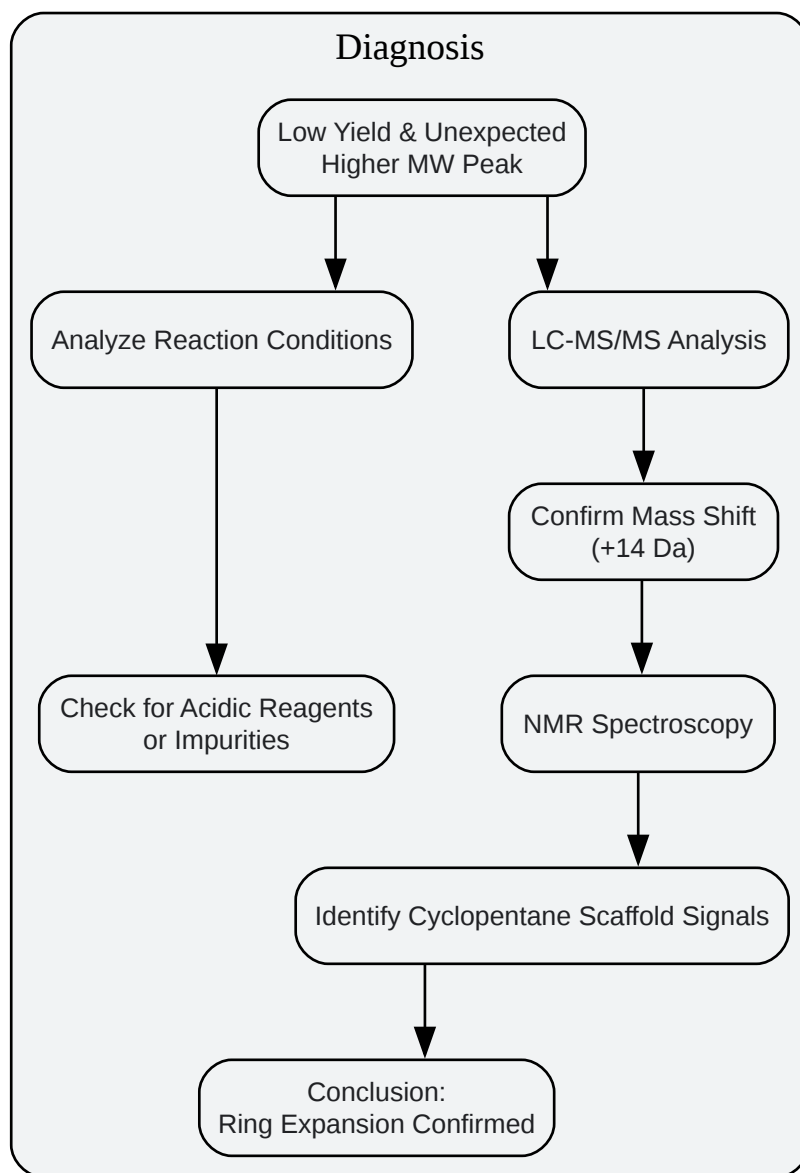 Diagnosis
Low Yield & Unexpected
Higher MW Peak
Analyze Reaction Conditions
LC-MS/MS Analysis
Confirm Mass Shift
(+14 Da)
Check for Acidic Reagents
or Impurities
NMR Spectroscopy
Identify Cyclopentane Scaffold Signals
Conclusion:
Ring Expansion Confirmed